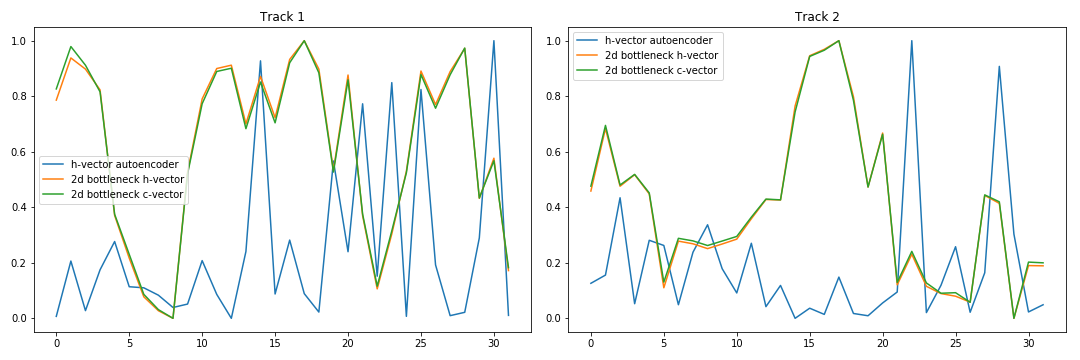 Track 1
1.0
0.8
0.6
0.4
0.2
0.0
h-vector autoencoder
2d bottleneck h-vector
2d bottleneck c-vector
0 5 10 15 20 25 30
Track 2
1.0
0.8
0.6
0.4
0.2
0.0
h-vector autoencoder
2d bottleneck h-vector
2d bottleneck c-vector
0 5 10 15 20 25 30